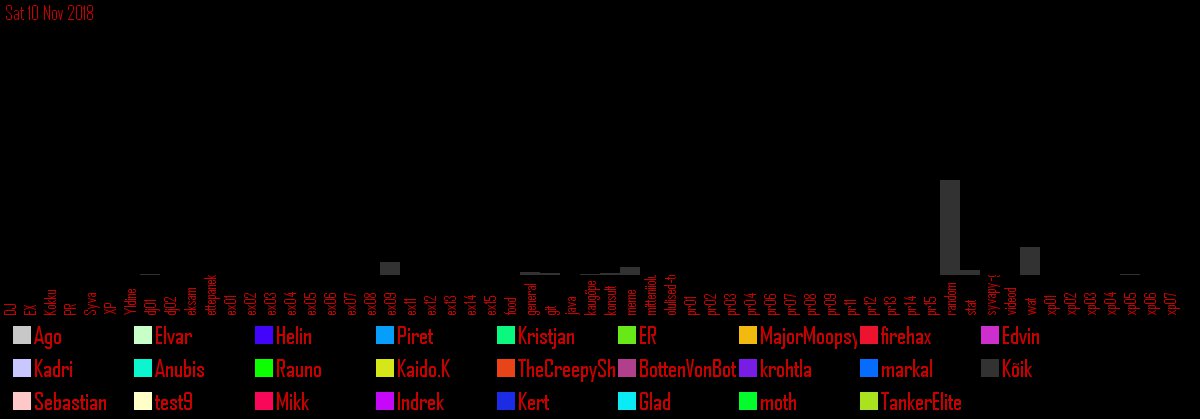 Sat 10 Nov 2018
DJ EX Kokku PR Syva XP Yldine dj01 dj02 eksam ettepanek ex01 ex02 ex03 ex04 ex05 ex06 ex07 ex08 ex09 ex11 ex12 ex13 ex14 ex15 food general git java kangipe konsult meme pr01 pr02 pr03 pr04 pr06 pr07 pr08 pr09 pr11 pr12 pr13 pr14 pr15 random stat videod wat xp01 xp02 xp03 xp04 xp05 xp06 xp07
Ago Elvar Helin Piret Kristjan ER MajorMoopsy firehax Edvin
Kadri Anubis Rauno Kaido.K TheCreepySh BottenVonBot krohtla markal Kõik
Sebastian test9 Mikk Indrek Kert Glad moth TankerElite